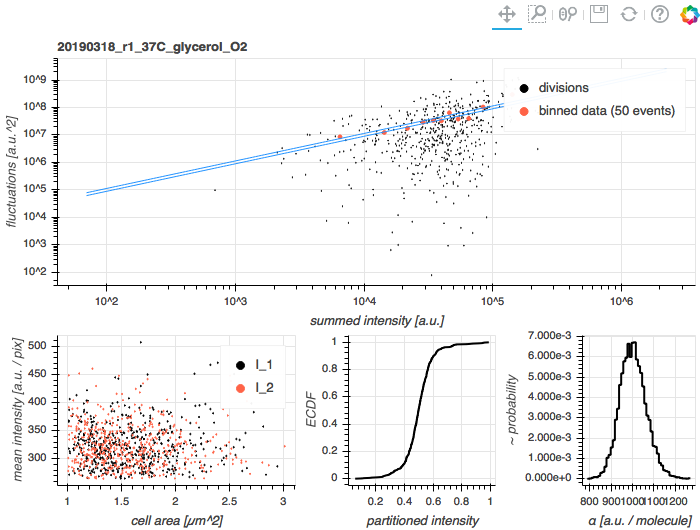 20190318_r1_37C_glycerol_O2
fluctuations [a.u.^2]
10^9
10^8
10^7
10^6
10^5
10^4
10^3
10^2
divisions
binned data (50 events)
10^2 10^3 10^4 10^5 10^6
summed intensity [a.u.]
mean intensity [a.u. / pix]
500
450
400
350
300
I_1
I_2
1 1.5 2 2.5 3
cell area [µm^2]
ECDF
1
0.8
0.6
0.4
0.2
0
0.2 0.4 0.6 0.8 1
partitioned intensity
~ probability
7.000e-3
6.000e-3
5.000e-3
4.000e-3
3.000e-3
2.000e-3
1.000e-3
0.000e+0
800 900 1000 1100 1200
α [a.u. / molecule]